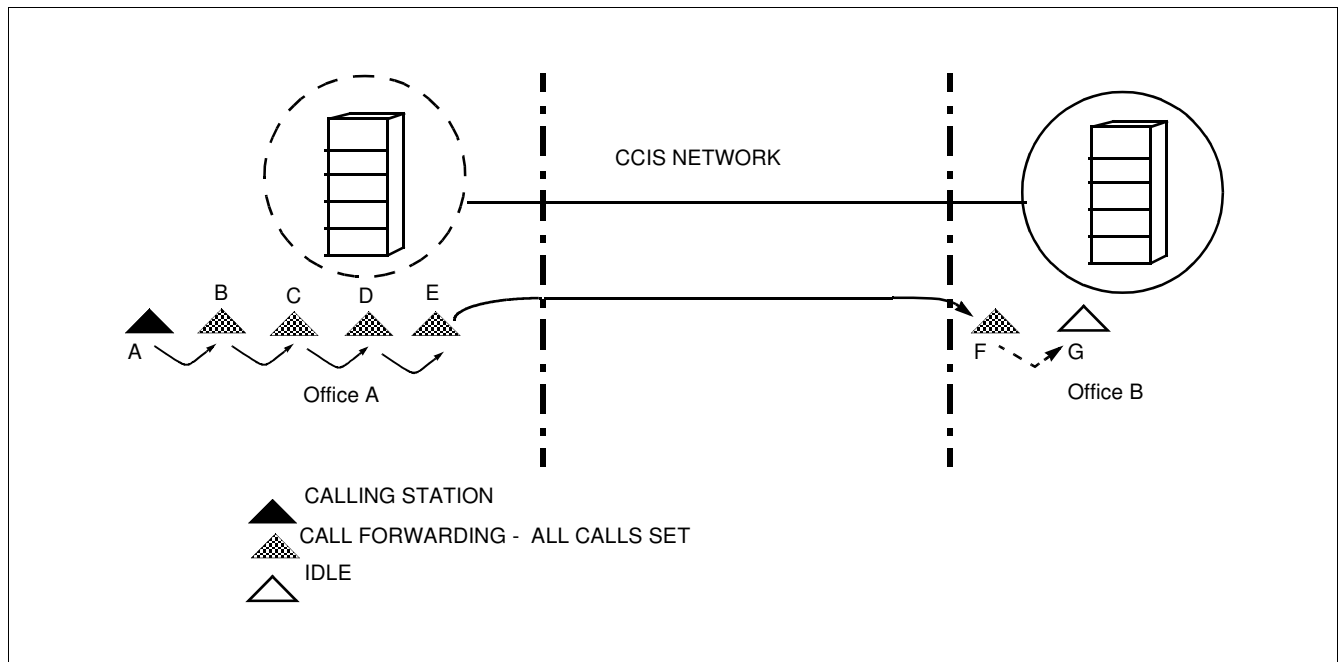 CCIS NETWORK
B
C
D
E
A
F
G
Office A
Office B
CALLING STATION
CALL FORWARDING - ALL CALLS SET
IDLE